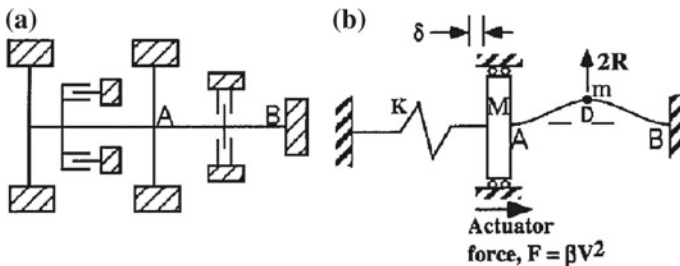 (a)
A
B
(b)
δ
2R
K
M
m
D
A
B
Actuator
force, F = βV²